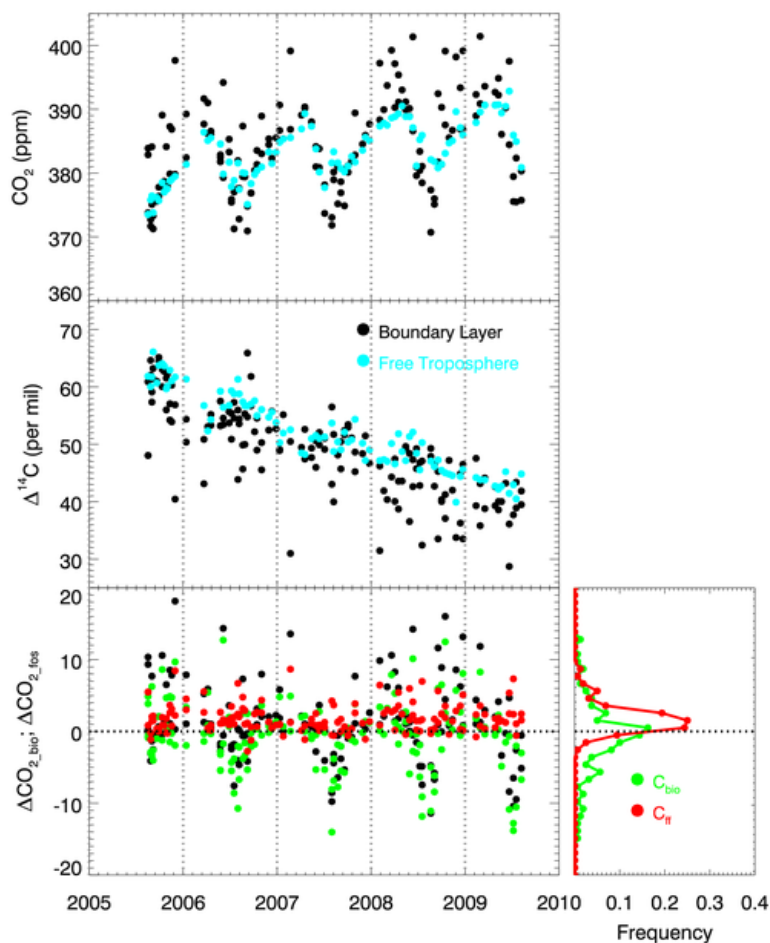 400
390
380
370
360
CO2 (ppm)
70
60
50
40
30
Δ14C (per mil)
Boundary Layer
Free Troposphere
20
10
0
-10
-20
ΔCO2_bio; ΔCO2_fos
2005 2006 2007 2008 2009 2010
Cbio
Cff
0 0.1 0.2 0.3 0.4
Frequency